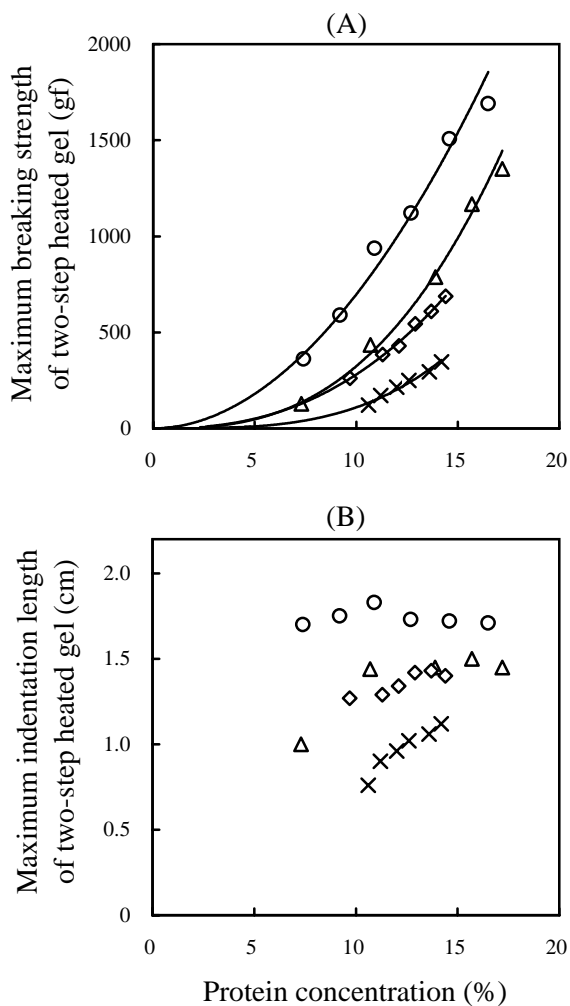 (A)
Maximum breaking strength
of two-step heated gel (gf)
2000
1500
1000
500
0
0 5 10 15 20
(B)
Maximum indentation length
of two-step heated gel (cm)
2.0
1.5
1.0
0.5
0
0 5 10 15 20
Protein concentration (%)